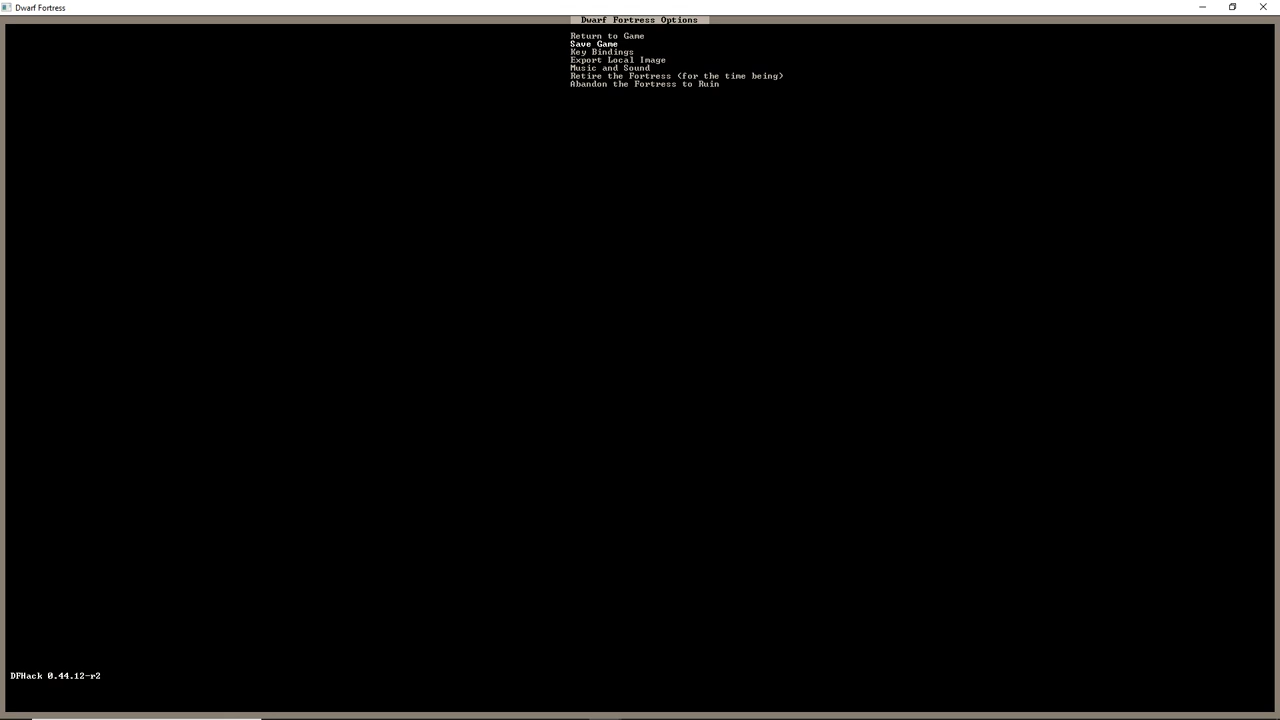 Dwarf Fortress
Dwarf Fortress Options
Return to Game
Save Game
Key Bindings
Export Local Image
Music and Sound
Retire the Fortress (for the time being)
Abandon the Fortress to Ruin
DFHack 0.44.12-r2